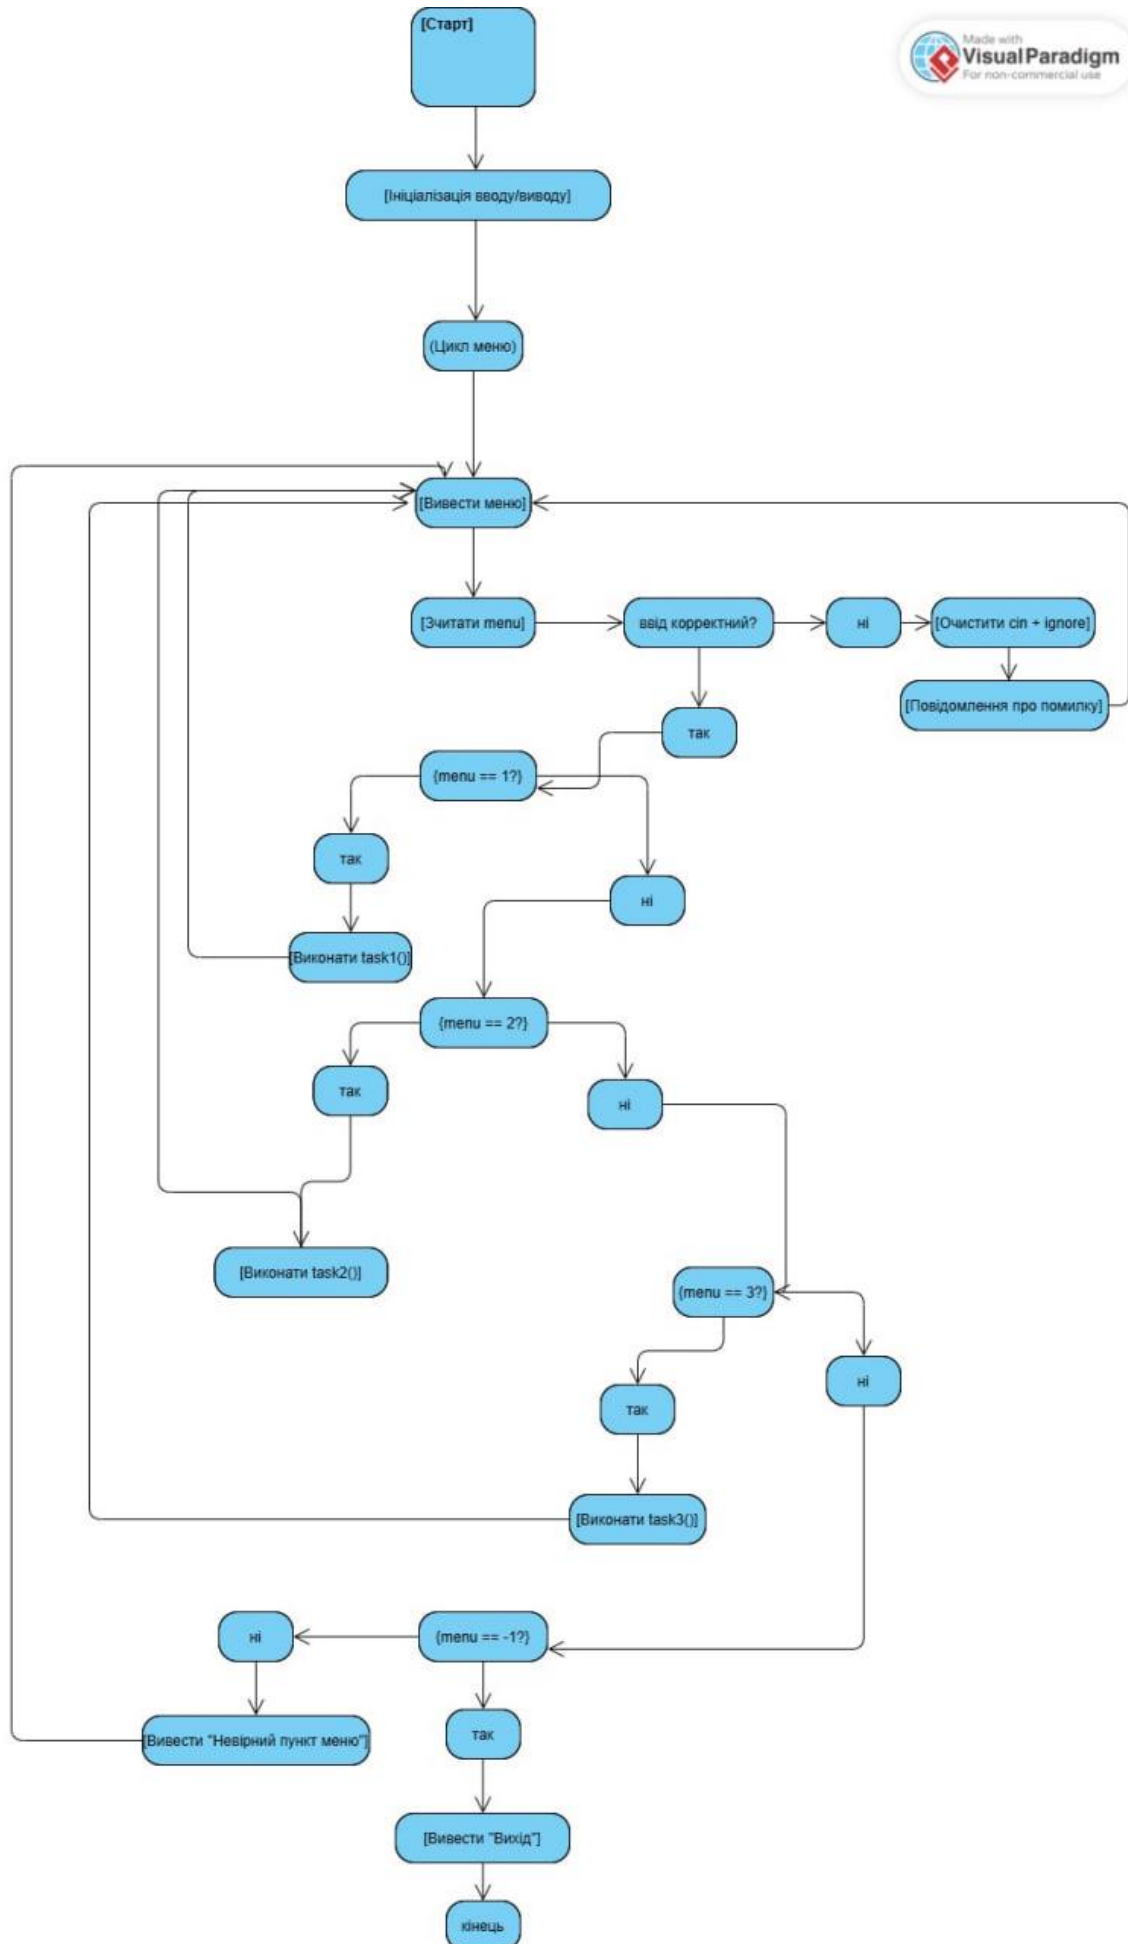 [Старт]
Made with
Visual Paradigm
For non-commercial use
[Ініціалізація вводу/виводу]
(Цикл меню)
[Вивести меню]
[Зчитати menu]
ввід корректний?
ні
[Очистити cin + ignore]
[Повідомлення про помилку]
так
{menu == 1?}
так
ні
[Виконати task1()]
{menu == 2?}
так
ні
[Виконати task2()]
{menu == 3?}
ні
так
[Виконати task3()]
ні
{menu == -1?}
[Вивести "Невірний пункт меню"]
так
[Вивести "Вихід"]
кінець